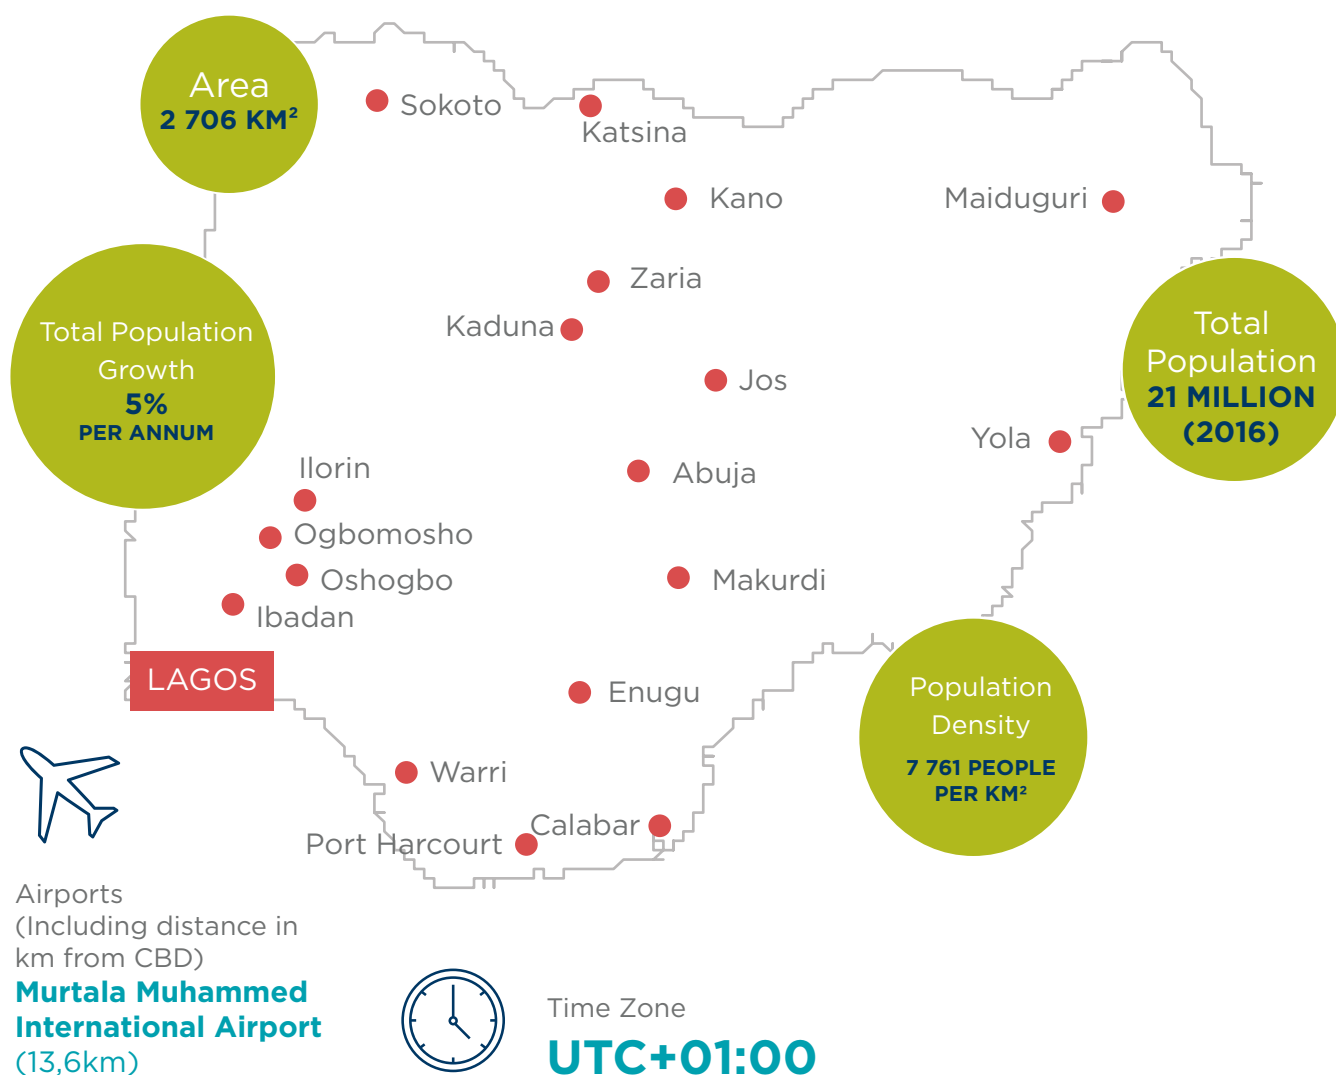 Area
2 706 KM²
Sokoto
Katsina
Kano
Maiduguri
Zaria
Kaduna
Total Population
Growth
5%
PER ANNUM
Total
Population
21 MILLION
(2016)
Jos
Yola
Ilorin
Abuja
Ogbomosho
Oshogbo
Makurdi
Ibadan
LAGOS
Enugu
Population
Density
7 761 PEOPLE
PER KM²
Warri
Calabar
Port Harcourt
Airports
(Including distance in
km from CBD)
Murtala Muhammed
International Airport
(13,6km)
Time Zone
UTC+01:00